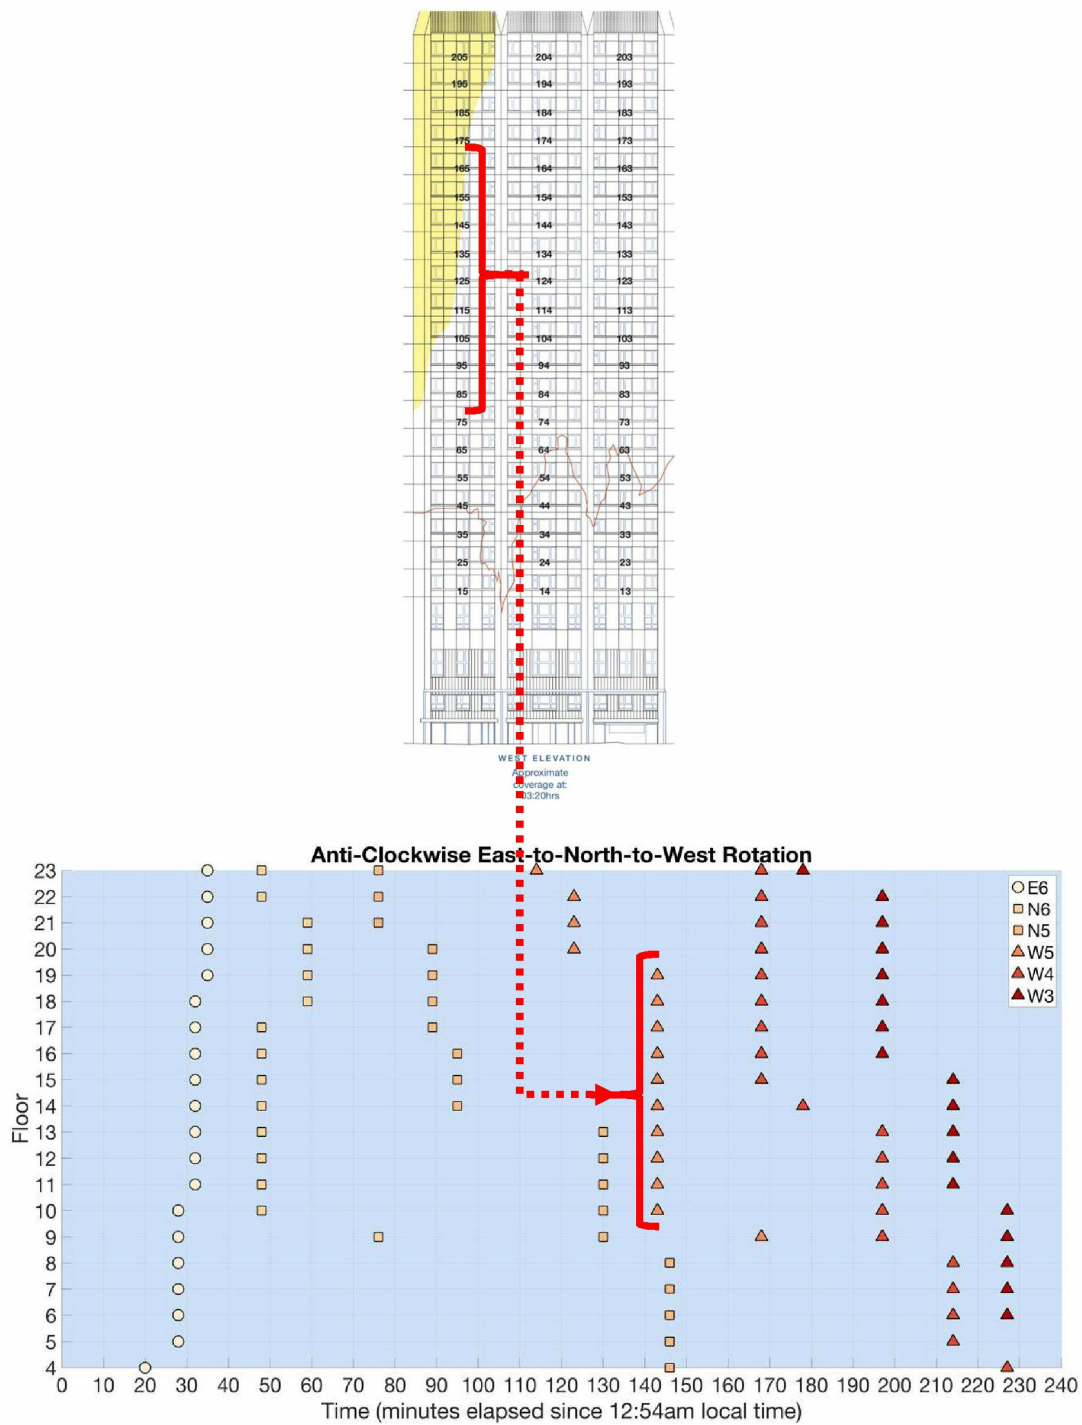 205 204 203
195 194 193
185 184 183
175 174 173
165 164 163
155 154 153
145 144 143
135 134 133
125 124 123
115 114 113
105 104 103
95 94 93
85 84 83
75 74 73
65 64 63
55 54 53
45 44 43
35 34 33
25 24 23
15 14 13
WEST ELEVATION
Approximate
coverage at:
03:20hrs
Anti-Clockwise East-to-North-to-West Rotation
23
22
21
20
19
18
17
16
15
14
13
12
11
10
9
8
7
6
5
4
Floor
E6
N6
N5
W5
W4
W3
0 10 20 30 40 50 60 70 80 90 100 110 120 130 140 150 160 170 180 190 200 210 220 230 240
Time (minutes elapsed since 12:54am local time)